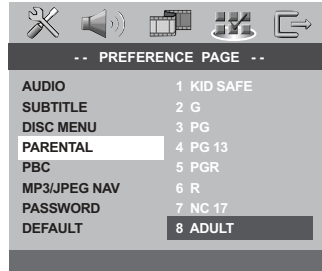 -- PREFERENCE PAGE --
AUDIO 1 KID SAFE
SUBTITLE 2 G
DISC MENU 3 PG
PARENTAL 4 PG 13
PBC 5 PGR
MP3/JPEG NAV 6 R
PASSWORD 7 NC 17
DEFAULT 8 ADULT